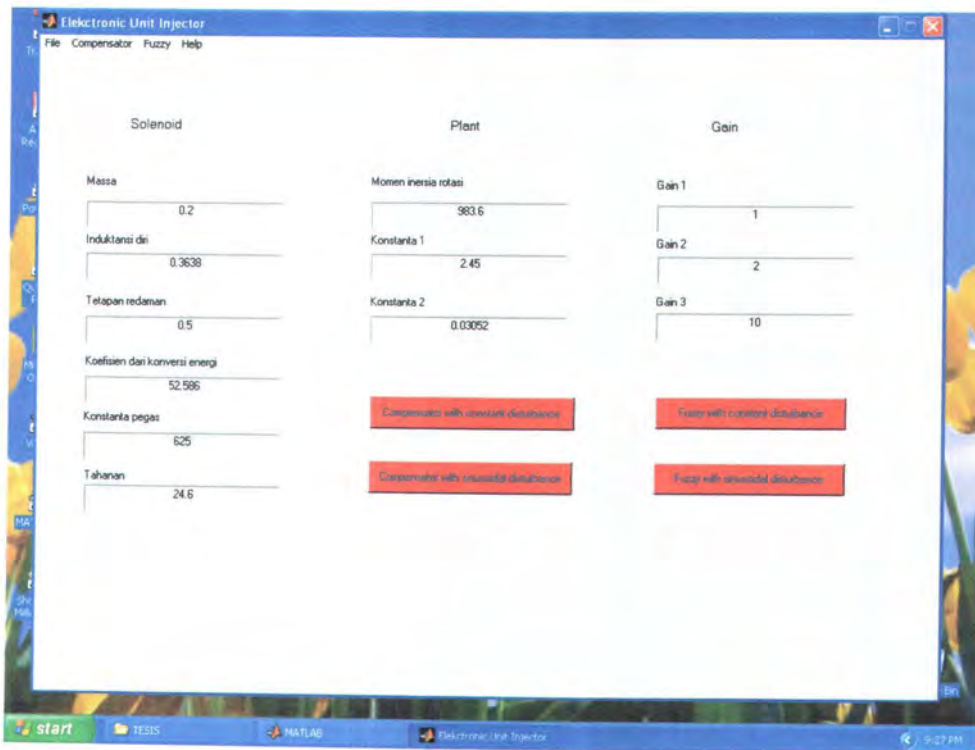 Elekctronic Unit Injector
File Compensator Fuzzy Help
Solenoid
Massa
0.2
Induktansi diri
0.3638
Tetapan redaman
0.5
Koefisien dari konversi energi
52.586
Konstanta pegas
625
Tahanan
24.6
Plant
Momen inersia rotasi
983.6
Konstanta 1
2.45
Konstanta 2
0.03052
Compensator with constant disturbance
Compensator with sinusoidal disturbance
Gain
Gain 1
1
Gain 2
2
Gain 3
10
Fuzzy with constant disturbance
Fuzzy with sinusoidal disturbance
Bin
start
TESIS
MATLAB
Elekctronic Unit Injector
9:27 PM